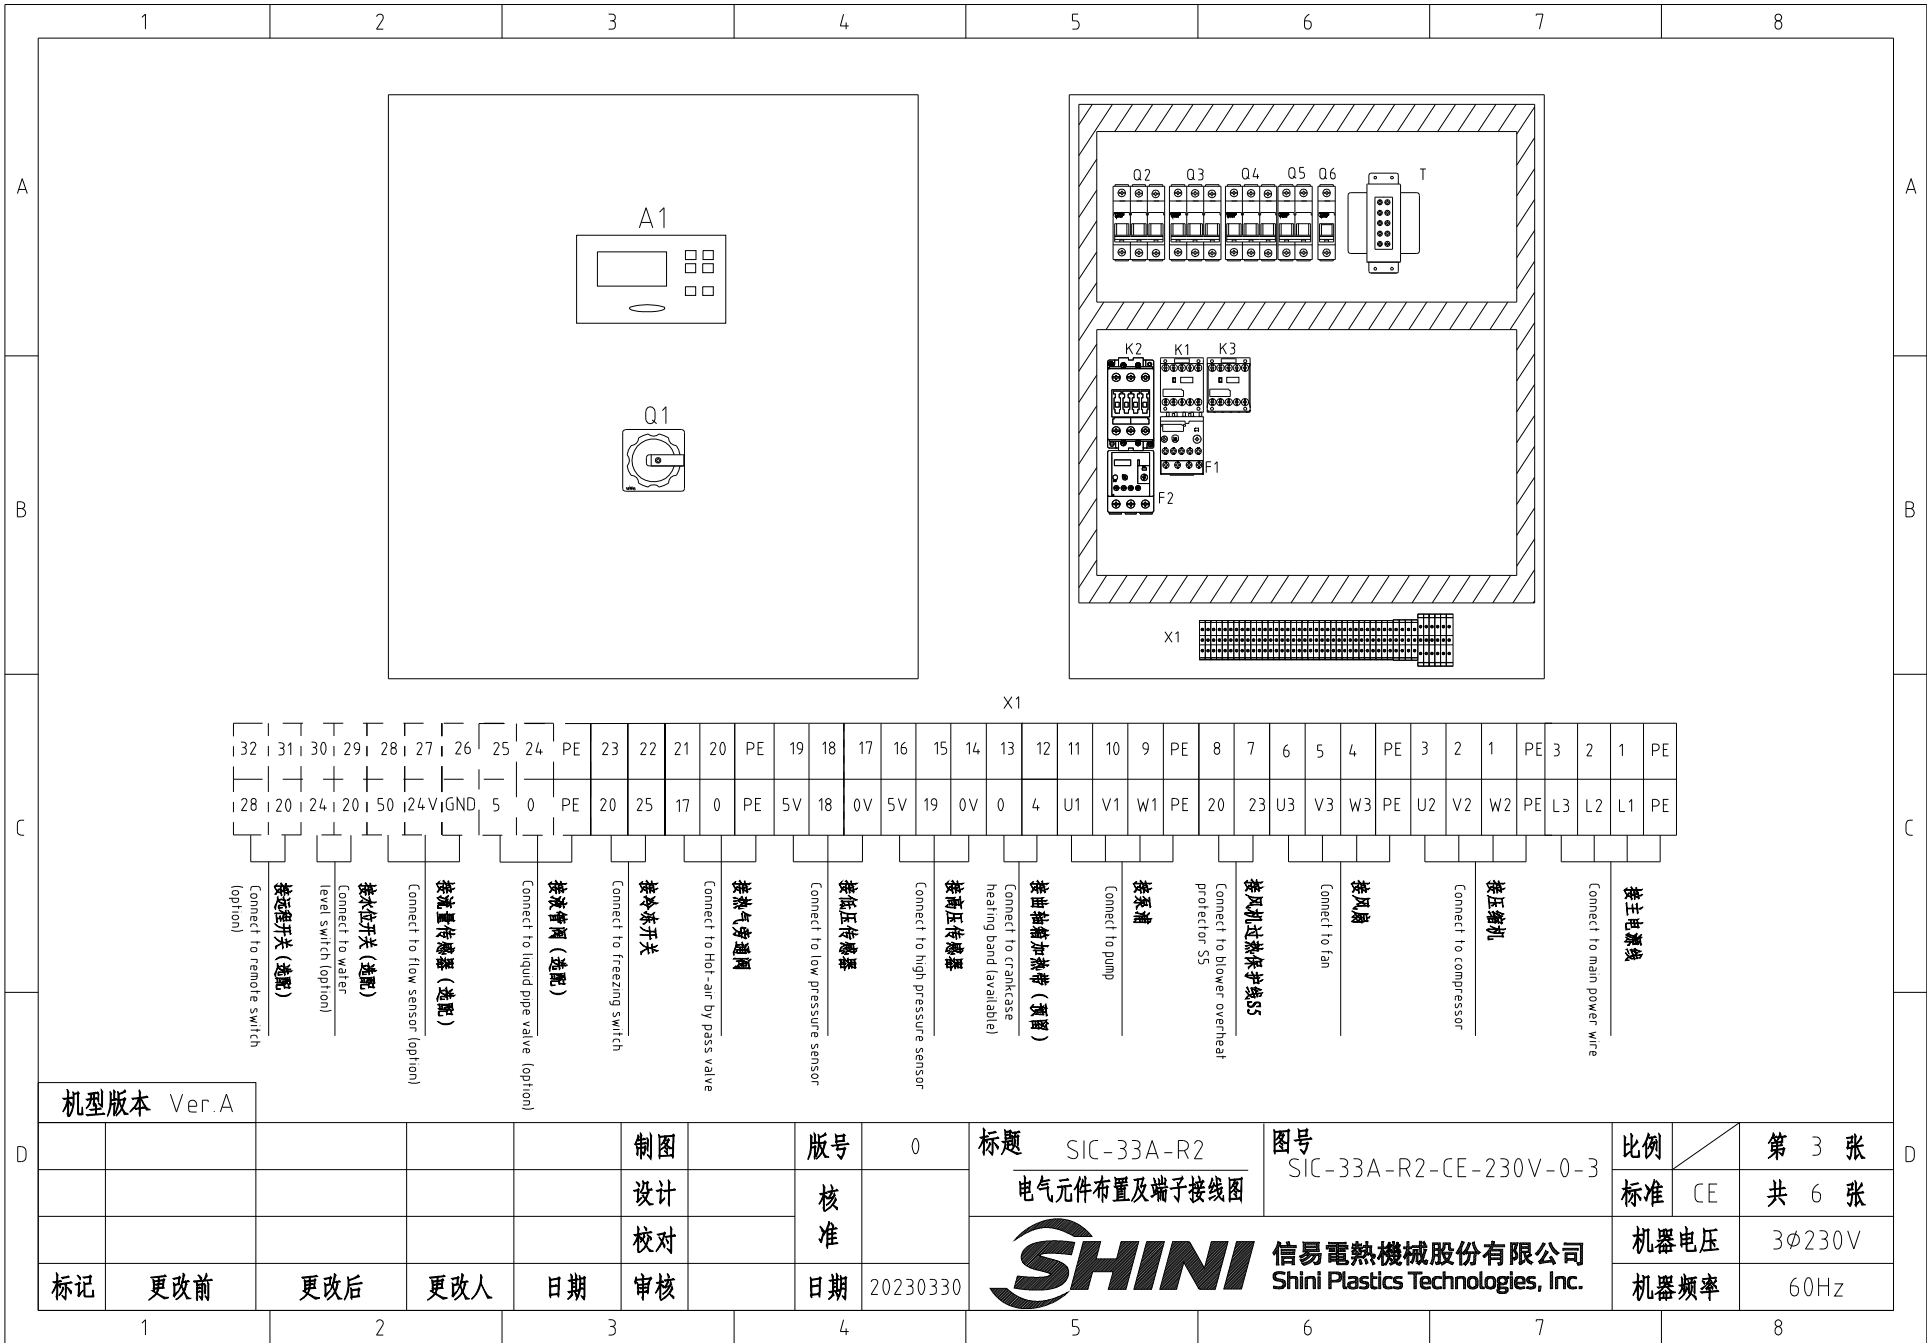 1 2 3 4 5 6 7 8
A A
A1
Q2 Q3 Q4 Q5 Q6 T
K2 K1 K3
Q1
F1
F2
B B
X1
X1
32 31 30 29 28 27 26 25 24 PE 23 22 21 20 PE 19 18 17 16 15 14 13 12 11 10 9 PE 8 7 6 5 4 PE 3 2 1 PE 3 2 1 PE
28 20 24 20 50 24V GND 5 0 PE 20 25 17 0 PE 5V 18 0V 5V 19 0V 0 4 U1 V1 W1 PE 20 23 U3 V3 W3 PE U2 V2 W2 PE L3 L2 L1 PE
C C
接远程开关（选配）
Connect to remote switch
(option)
接水位开关（选配）
Connect to water
level switch (option)
接流量传感器（选配）
Connect to flow sensor (option)
接液管阀（选配）
Connect to liquid pipe valve (option)
接冷冻开关
Connect to freezing switch
接热气旁通阀
Connect to Hot-air by pass valve
接低压传感器
Connect to low pressure sensor
接高压传感器
Connect to high pressure sensor
接曲轴箱加热带（预留）
Connect to crankcase
heating band (available)
接泵浦
Connect to pump
接风机过热保护线S5
Connect to blower overheat
protector S5
接风扇
Connect to fan
接压缩机
Connect to compressor
接主电源线
Connect to main power wire
机型版本 Ver.A
D D
制图 版号 0
设计 核准
校对
标记 更改前 更改后 更改人 日期 审核 日期 20230330
标题 SIC-33A-R2
电气元件布置及端子接线图
图号 SIC-33A-R2-CE-230V-0-3
比例 第 3 张
标准 CE 共 6 张
机器电压 3Φ230V
机器频率 60Hz
SHINI 信易電熱機械股份有限公司
Shini Plastics Technologies, Inc.
1 2 3 4 5 6 7 8